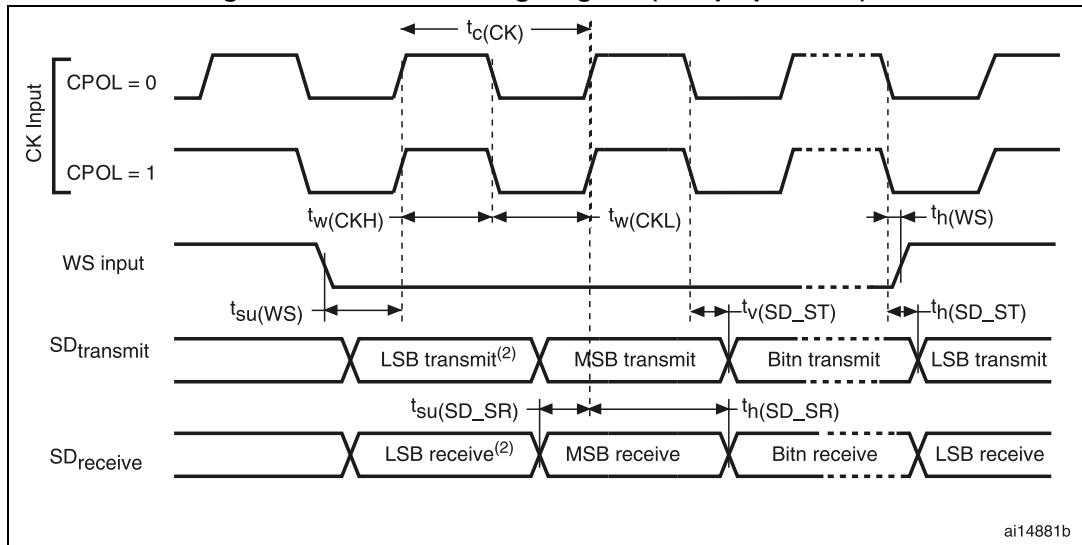 tc(CK)
CK Input
CPOL = 0
CPOL = 1
tw(CKH)
tw(CKL)
th(WS)
WS input
tsu(WS)
tv(SD_ST)
th(SD_ST)
SDtransmit
LSB transmit(2)
MSB transmit
Bitn transmit
LSB transmit
tsu(SD_SR)
th(SD_SR)
SDreceive
LSB receive(2)
MSB receive
Bitn receive
LSB receive
ai14881b